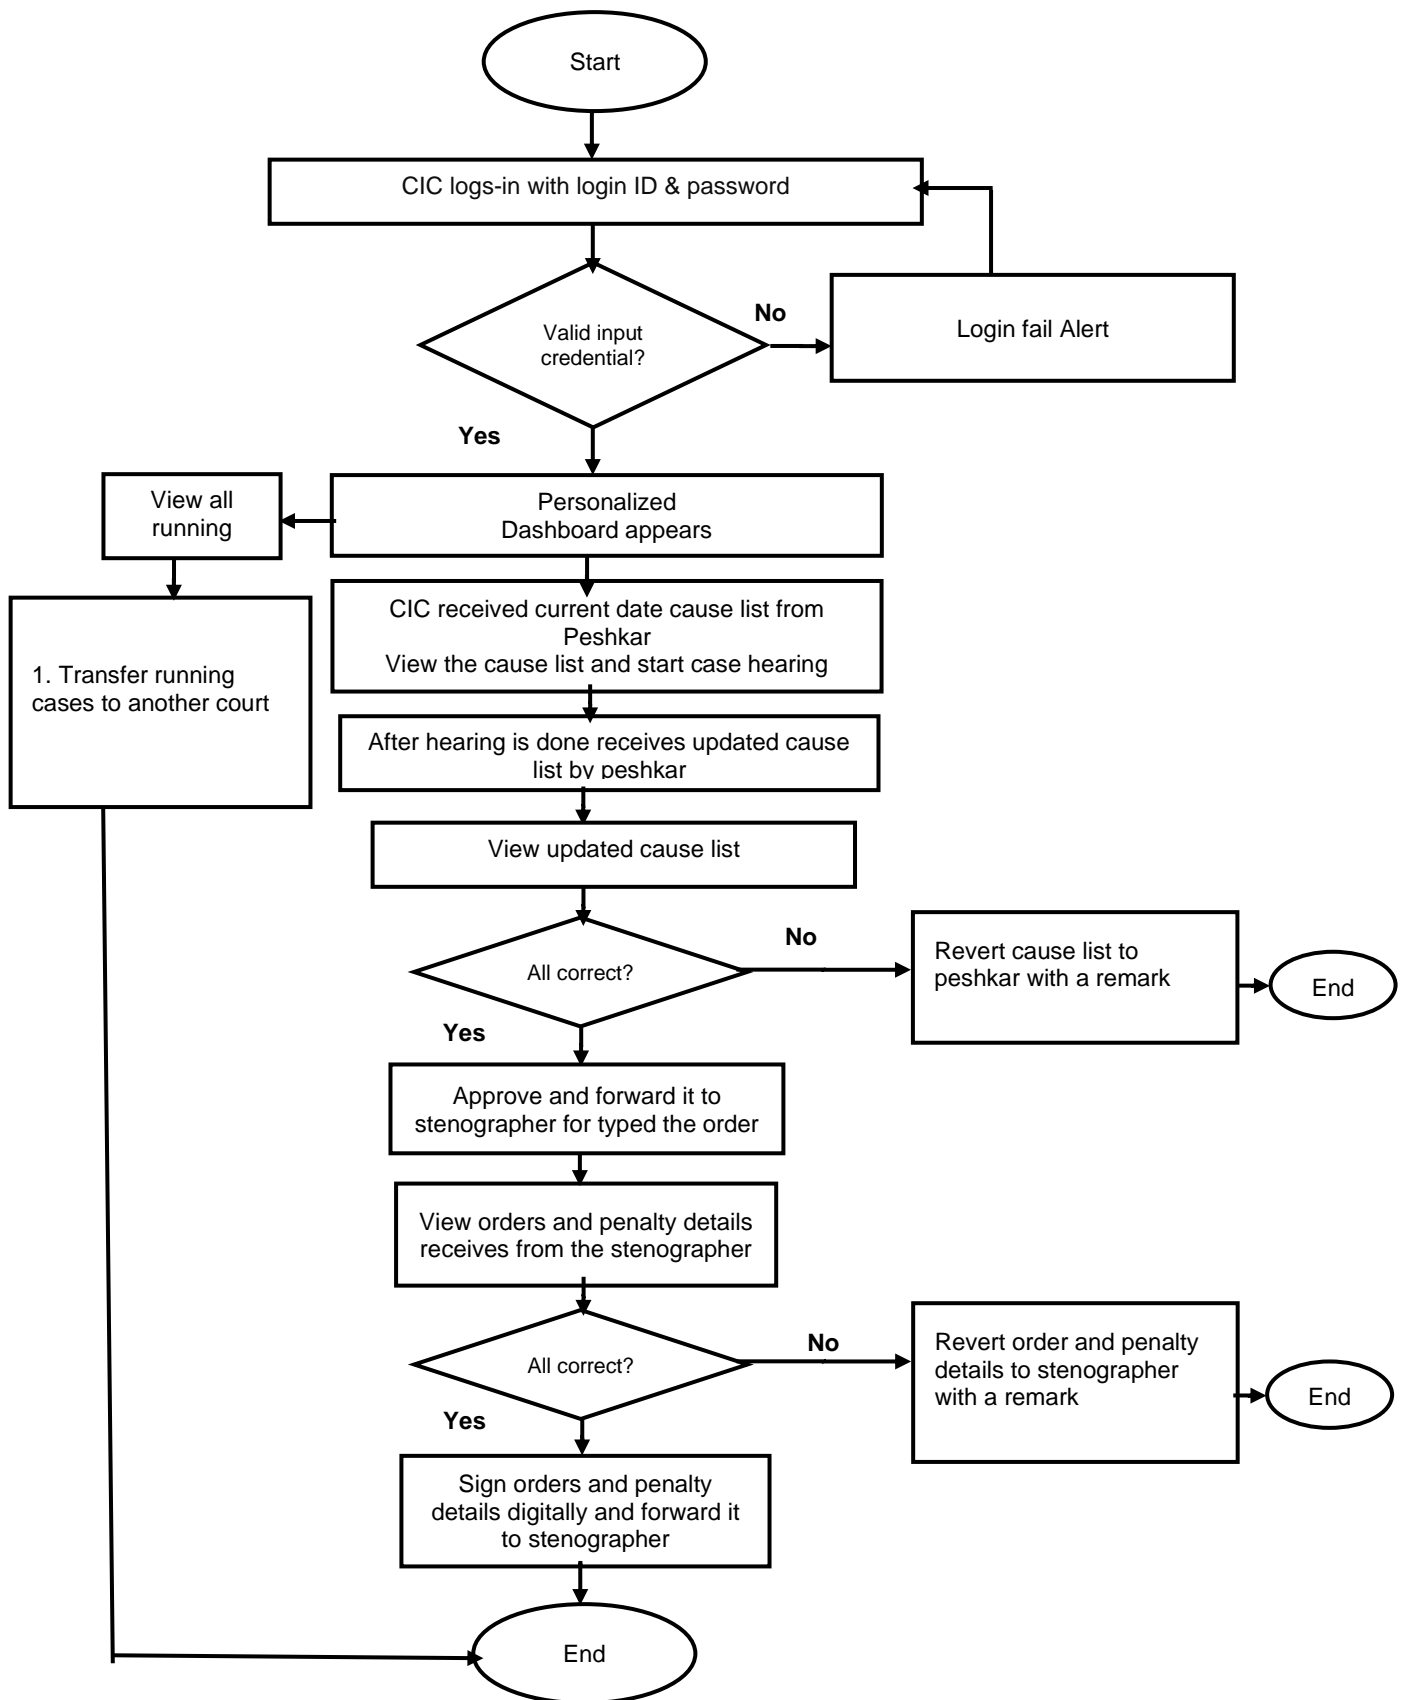 Start
CIC logs-in with login ID & password
Valid input
credential?
No
Login fail Alert
Yes
View all
running
Personalized
Dashboard appears
1. Transfer running
cases to another court
CIC received current date cause list from
Peshkar
View the cause list and start case hearing
After hearing is done receives updated cause
list by peshkar
View updated cause list
All correct?
No
Revert cause list to
peshkar with a remark
End
Yes
Approve and forward it to
stenographer for typed the order
View orders and penalty details
receives from the stenographer
All correct?
No
Revert order and penalty
details to stenographer
with a remark
End
Yes
Sign orders and penalty
details digitally and forward it
to stenographer
End